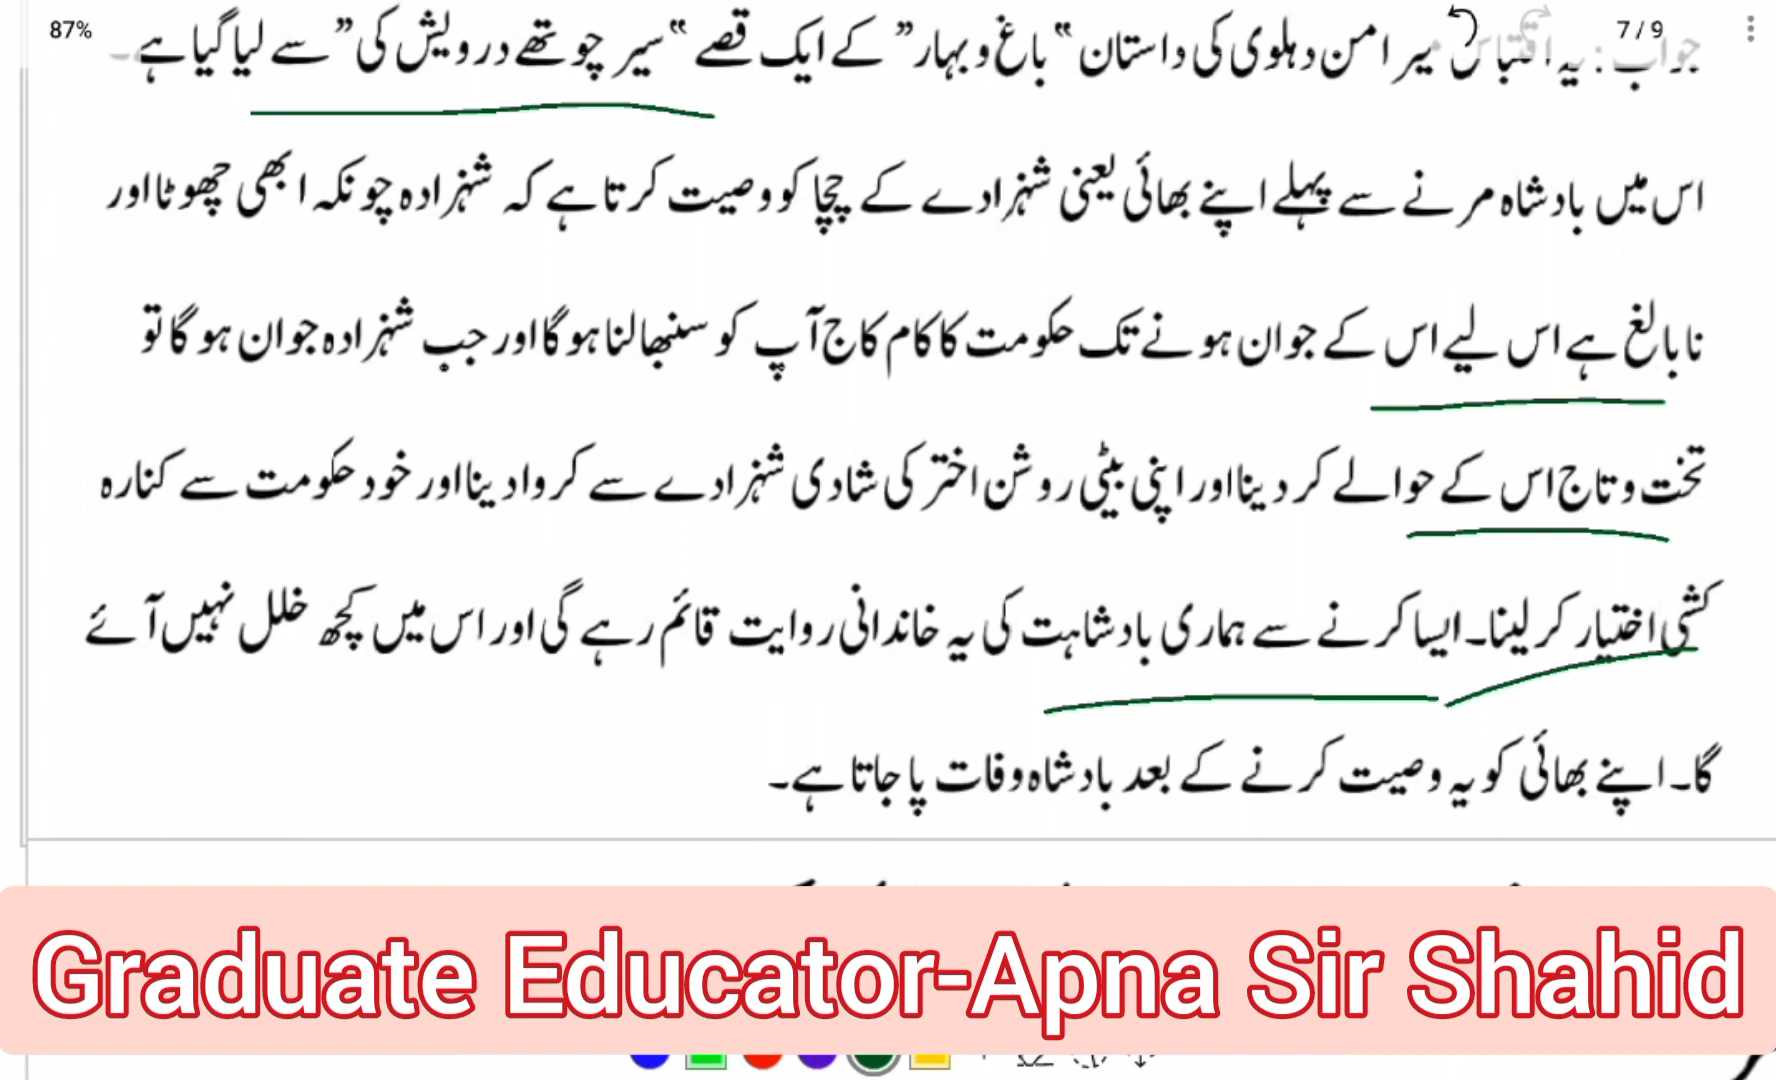 87%
7/9
جواب: یہ اقتباس میر امن دہلوی کی داستان “باغ و بہار” کے ایک قصے “سیر چوتھے درویش کی” سے لیا گیا ہے۔
اس میں بادشاہ مرنے سے پہلے اپنے بھائی یعنی شہزادے کے چچا کو وصیت کرتا ہے کہ شہزادہ چونکہ ابھی چھوٹا اور
نابالغ ہے اس لیے اس کے جوان ہونے تک حکومت کا کام کاج آپ کو سنبھالنا ہوگا اور جب شہزادہ جوان ہوگا تو
تخت و تاج اس کے حوالے کر دینا اور اپنی بیٹی روشن اختر کی شادی شہزادے سے کروا دینا اور خود حکومت سے کنارہ
کشی اختیار کر لینا۔ ایسا کرنے سے ہماری بادشاہت کی یہ خاندانی روایت قائم رہے گی اور اس میں کچھ خلل نہیں آئے
گا۔ اپنے بھائی کو یہ وصیت کرنے کے بعد بادشاہ وفات پا جاتا ہے۔
Graduate Educator-Apna Sir Shahid